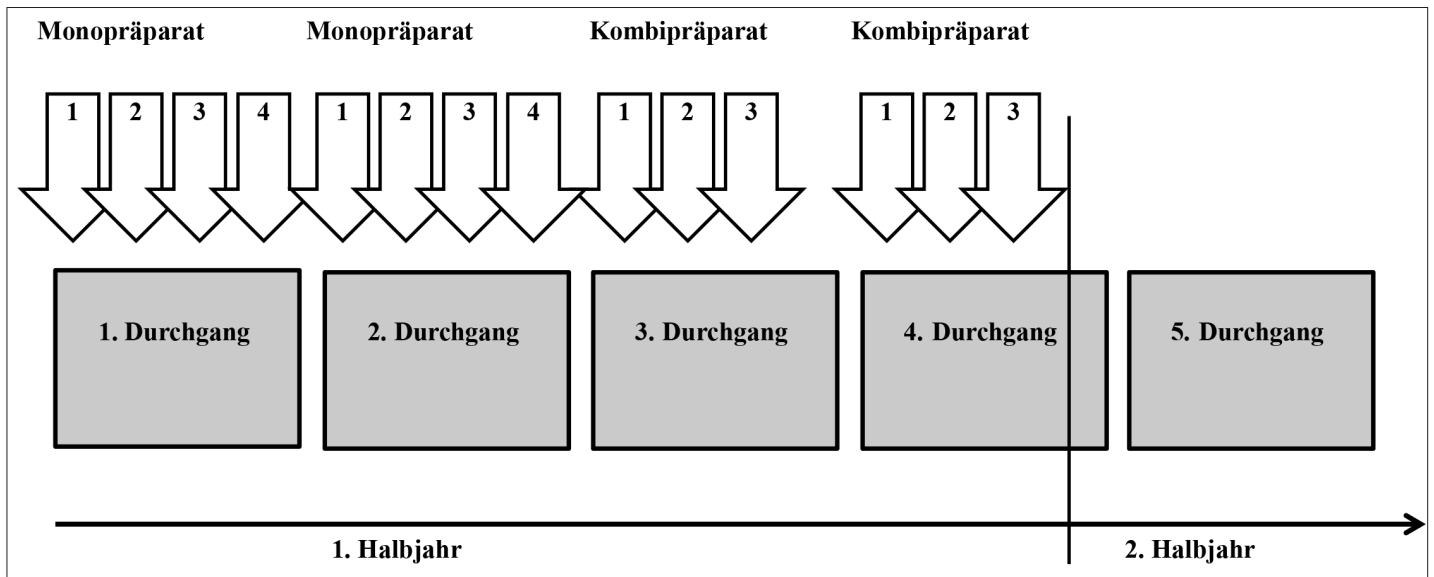 Monopräparat Monopräparat Kombipräparat Kombipräparat
1 2 3 4 1 2 3 4 1 2 3 1 2 3
1. Durchgang 2. Durchgang 3. Durchgang 4. Durchgang 5. Durchgang
1. Halbjahr 2. Halbjahr